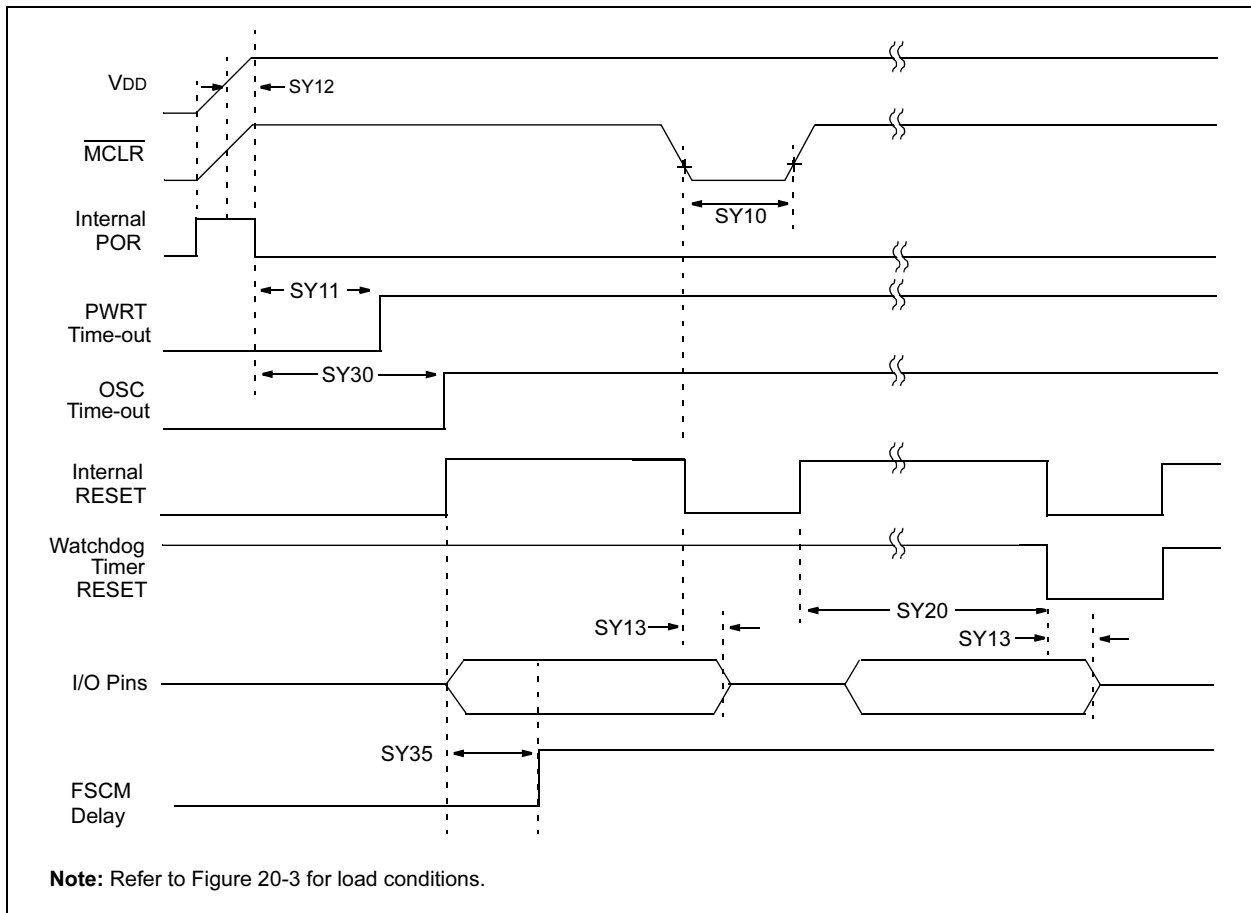 VDD
SY12
MCLR
SY10
Internal
POR
SY11
PWRT
Time-out
SY30
OSC
Time-out
Internal
RESET
Watchdog
Timer
RESET
SY20
SY13
SY13
I/O Pins
SY35
FSCM
Delay
Note: Refer to Figure 20-3 for load conditions.